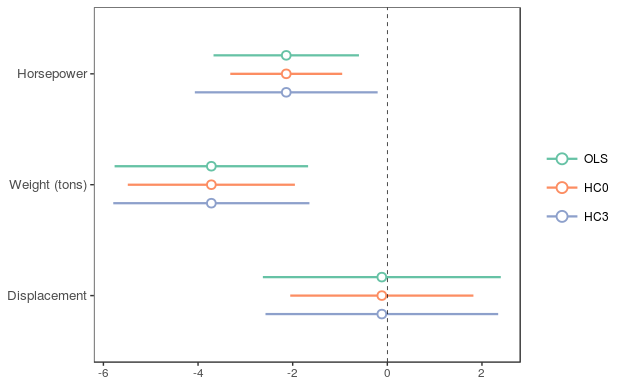 Horsepower
Weight (tons)
Displacement
-6 -4 -2 0 2
OLS
HC0
HC3